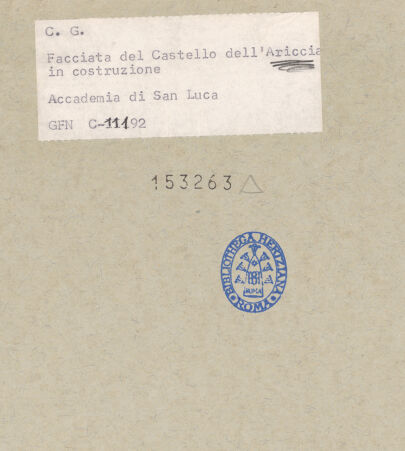 C. G.
Facciata del Castello dell'Ariccia
in costruzione
Accademia di San Luca
GFN C-11192
153263
BIBLIOTHECA HERTZIANA
ROMA